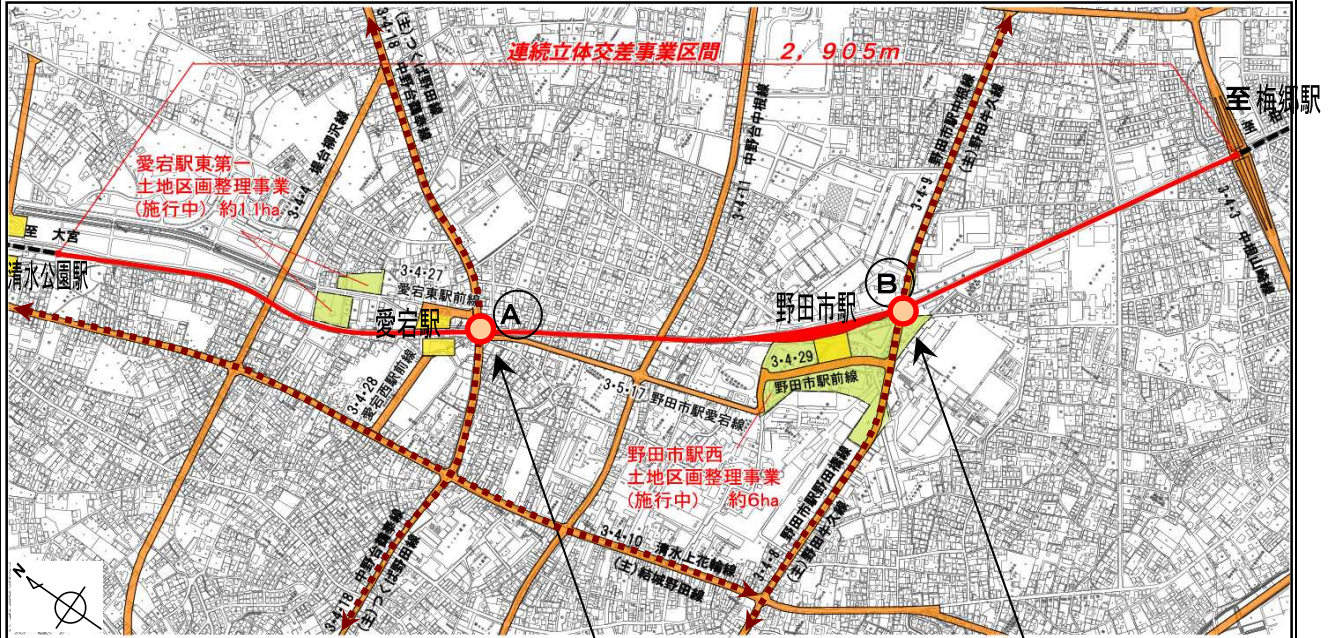 連続立体交差事業区間 2,905m
至 梅郷駅
愛宕駅東第一
土地区画整理事業
(施行中) 約1.1ha
3・4・4 堤台柳沢線
3・4・18 中野台鶴奉線
(主)つくば野田線
3・4・11 中野台中根線
3・4・9 野田市駅中根線
(主)野田牛久線
3・4・3 中根山崎線
至 大宮
清水公園駅
3・4・27
愛宕東駅前線
愛宕駅
A
野田市駅
B
3・4・28
愛宕西駅前線
3・4・29
野田市駅前線
3・5・17 野田市駅愛宕線
野田市駅西
土地区画整理事業
(施行中) 約6ha
3・4・18 中野台鶴奉線
(主)つくば野田線
3・4・10 清水上花輪線
(主)結城野田線
3・4・8 野田市駅野田橋線
(主)野田牛久線
N